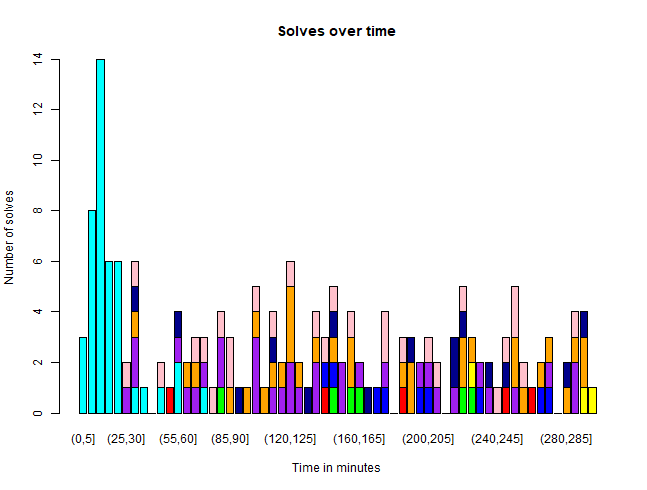 Solves over time
Number of solves
14
12
10
8
6
4
2
0
(0,5] (25,30] (55,60] (85,90] (120,125] (160,165] (200,205] (240,245] (280,285]
Time in minutes